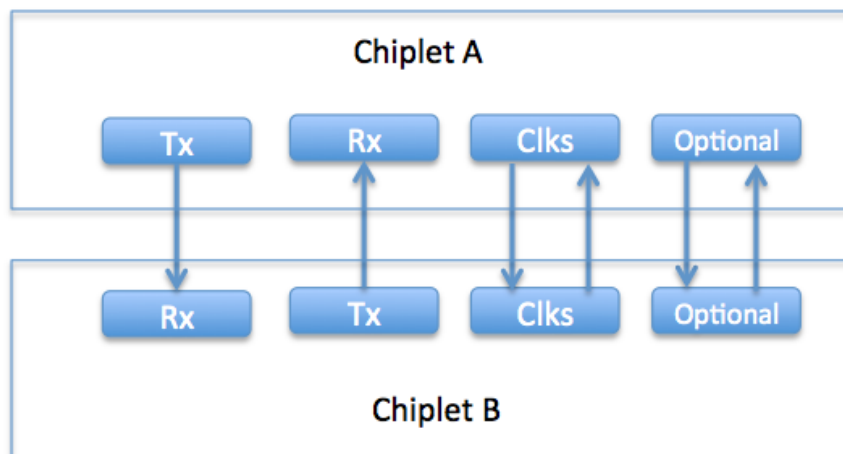 Chiplet A
Tx Rx Clks Optional
Rx Tx Clks Optional
Chiplet B